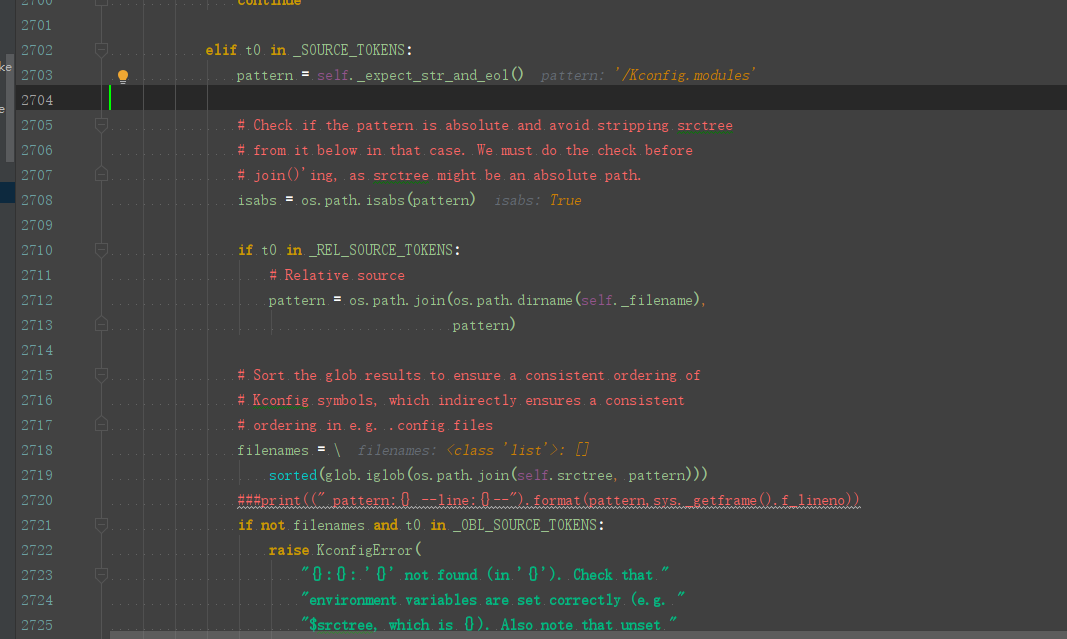 2700 continue
2701
2702 elif t0 in _SOURCE_TOKENS:
2703 pattern = self._expect_str_and_eol() pattern: '/Kconfig.modules'
2704
2705 # Check if the pattern is absolute and avoid stripping srctree
2706 # from it below in that case. We must do the check before
2707 # join()'ing, as srctree might be an absolute path.
2708 isabs = os.path.isabs(pattern) isabs: True
2709
2710 if t0 in _REL_SOURCE_TOKENS:
2711 # Relative source
2712 pattern = os.path.join(os.path.dirname(self._filename),
2713 pattern)
2714
2715 # Sort the glob results to ensure a consistent ordering of
2716 # Kconfig symbols, which indirectly ensures a consistent
2717 # ordering in e.g. .config files
2718 filenames = \ filenames: <class 'list'>: []
2719 sorted(glob.iglob(os.path.join(self.srctree, pattern)))
2720 ###print((" pattern:{} --line:{}--").format(pattern,sys._getframe().f_lineno))
2721 if not filenames and t0 in _OBL_SOURCE_TOKENS:
2722 raise KconfigError(
2723 "{}:{}: '{}' not found (in '{}'). Check that "
2724 "environment variables are set correctly (e.g. "
2725 "$srctree, which is {}). Also note that unset "